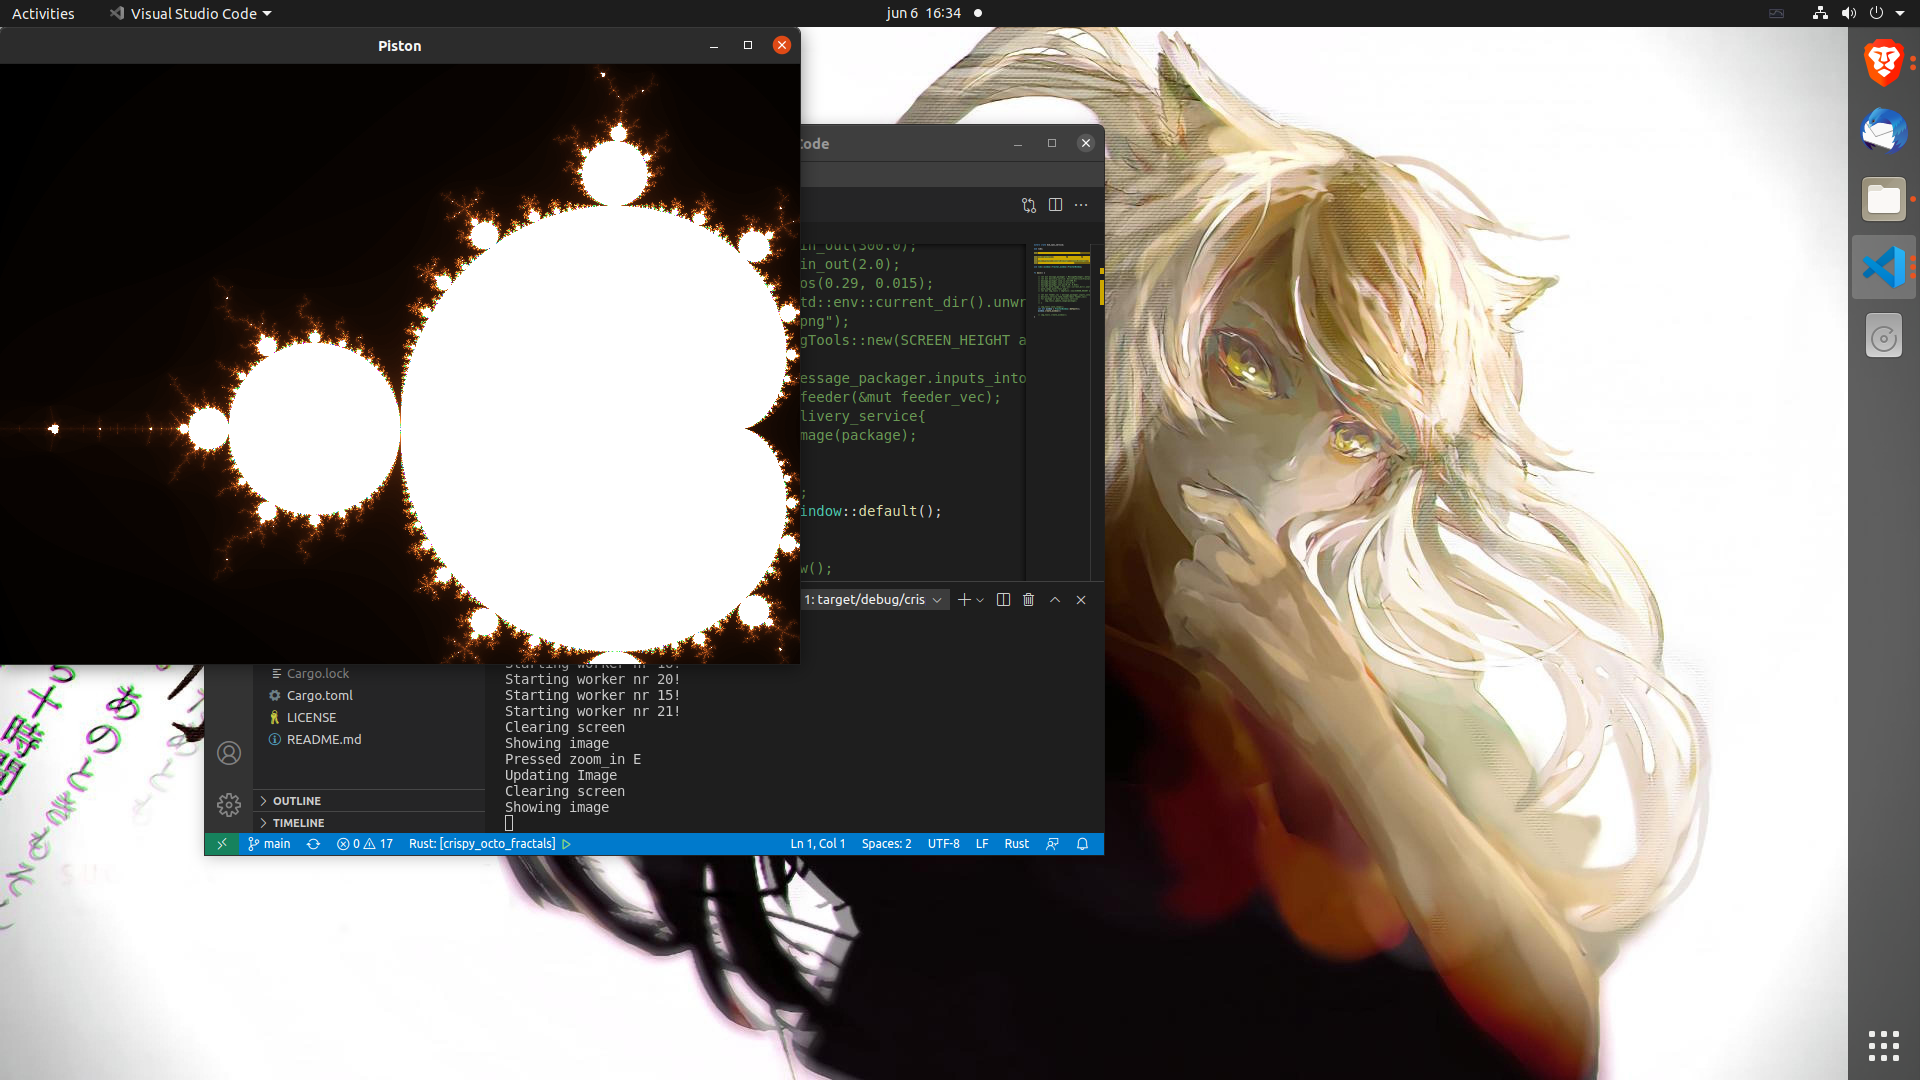 Activities
Visual Studio Code
jun 6 16:34
Piston
Code
in_out(300.0);
in_out(2.0);
os(0.29, 0.015);
td::env::current_dir().unwr
png");
gTools::new(SCREEN_HEIGHT a
essage_packager.inputs_into
feeder(&mut feeder_vec);
livery_service{
mage(package);
;
indow::default();
w();
1: target/debug/cris
Cargo.lock
Cargo.toml
LICENSE
README.md
OUTLINE
TIMELINE
Starting worker nr 20!
Starting worker nr 15!
Starting worker nr 21!
Clearing screen
Showing image
Pressed zoom_in E
Updating Image
Clearing screen
Showing image
main
0
17
Rust: [crispy_octo_fractals]
Ln 1, Col 1
Spaces: 2
UTF-8
LF
Rust
あの